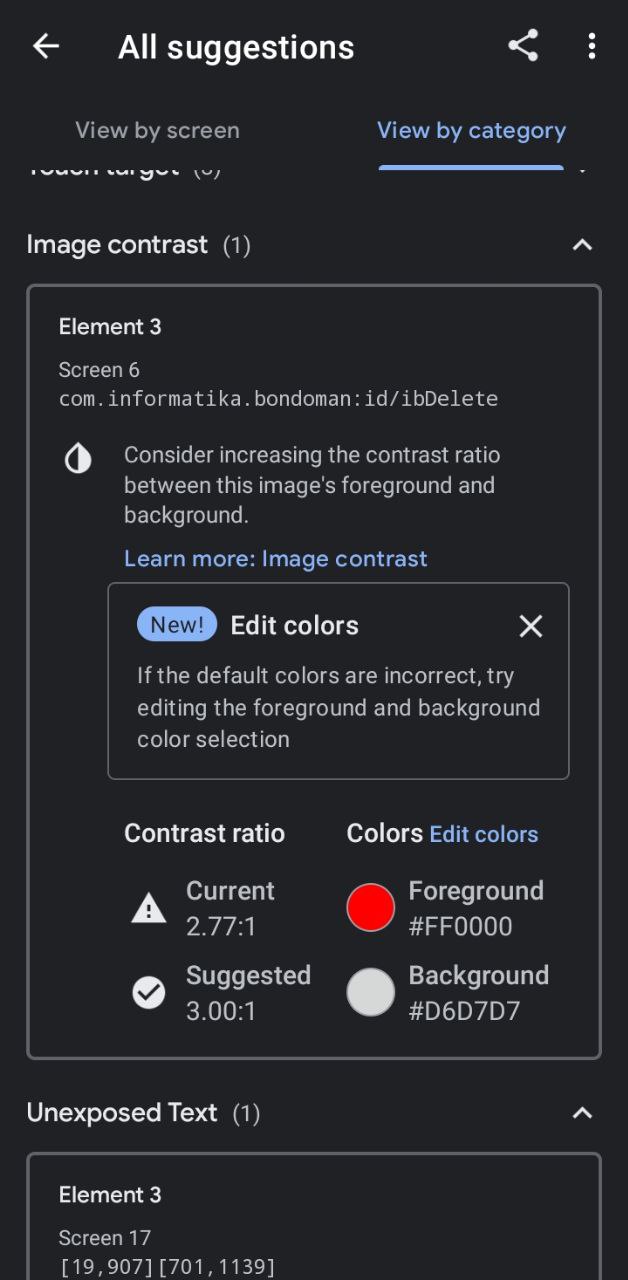 All suggestions
View by screen
View by category
Touch target (3)
Image contrast (1)
Element 3
Screen 6
com.informatika.bondoman:id/ibDelete
Consider increasing the contrast ratio
between this image's foreground and
background.
Learn more: Image contrast
New! Edit colors
If the default colors are incorrect, try
editing the foreground and background
color selection
Contrast ratio
Colors Edit colors
Current
2.77:1
Foreground
#FF0000
Suggested
3.00:1
Background
#D6D7D7
Unexposed Text (1)
Element 3
Screen 17
[19,907][701,1139]